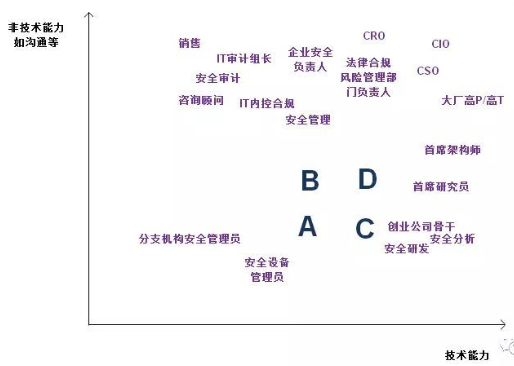 非技术能力
如沟通等
销售
CRO
CIO
IT审计组长
企业安全
负责人
法律合规
风险管理部
门负责人
CSO
安全审计
咨询顾问
IT内控合规
大厂高P/高T
安全管理
首席架构师
B
D
首席研究员
A
C
创业公司骨干
分支机构安全管理员
安全分析
安全研发
安全设备
管理员
技术能力